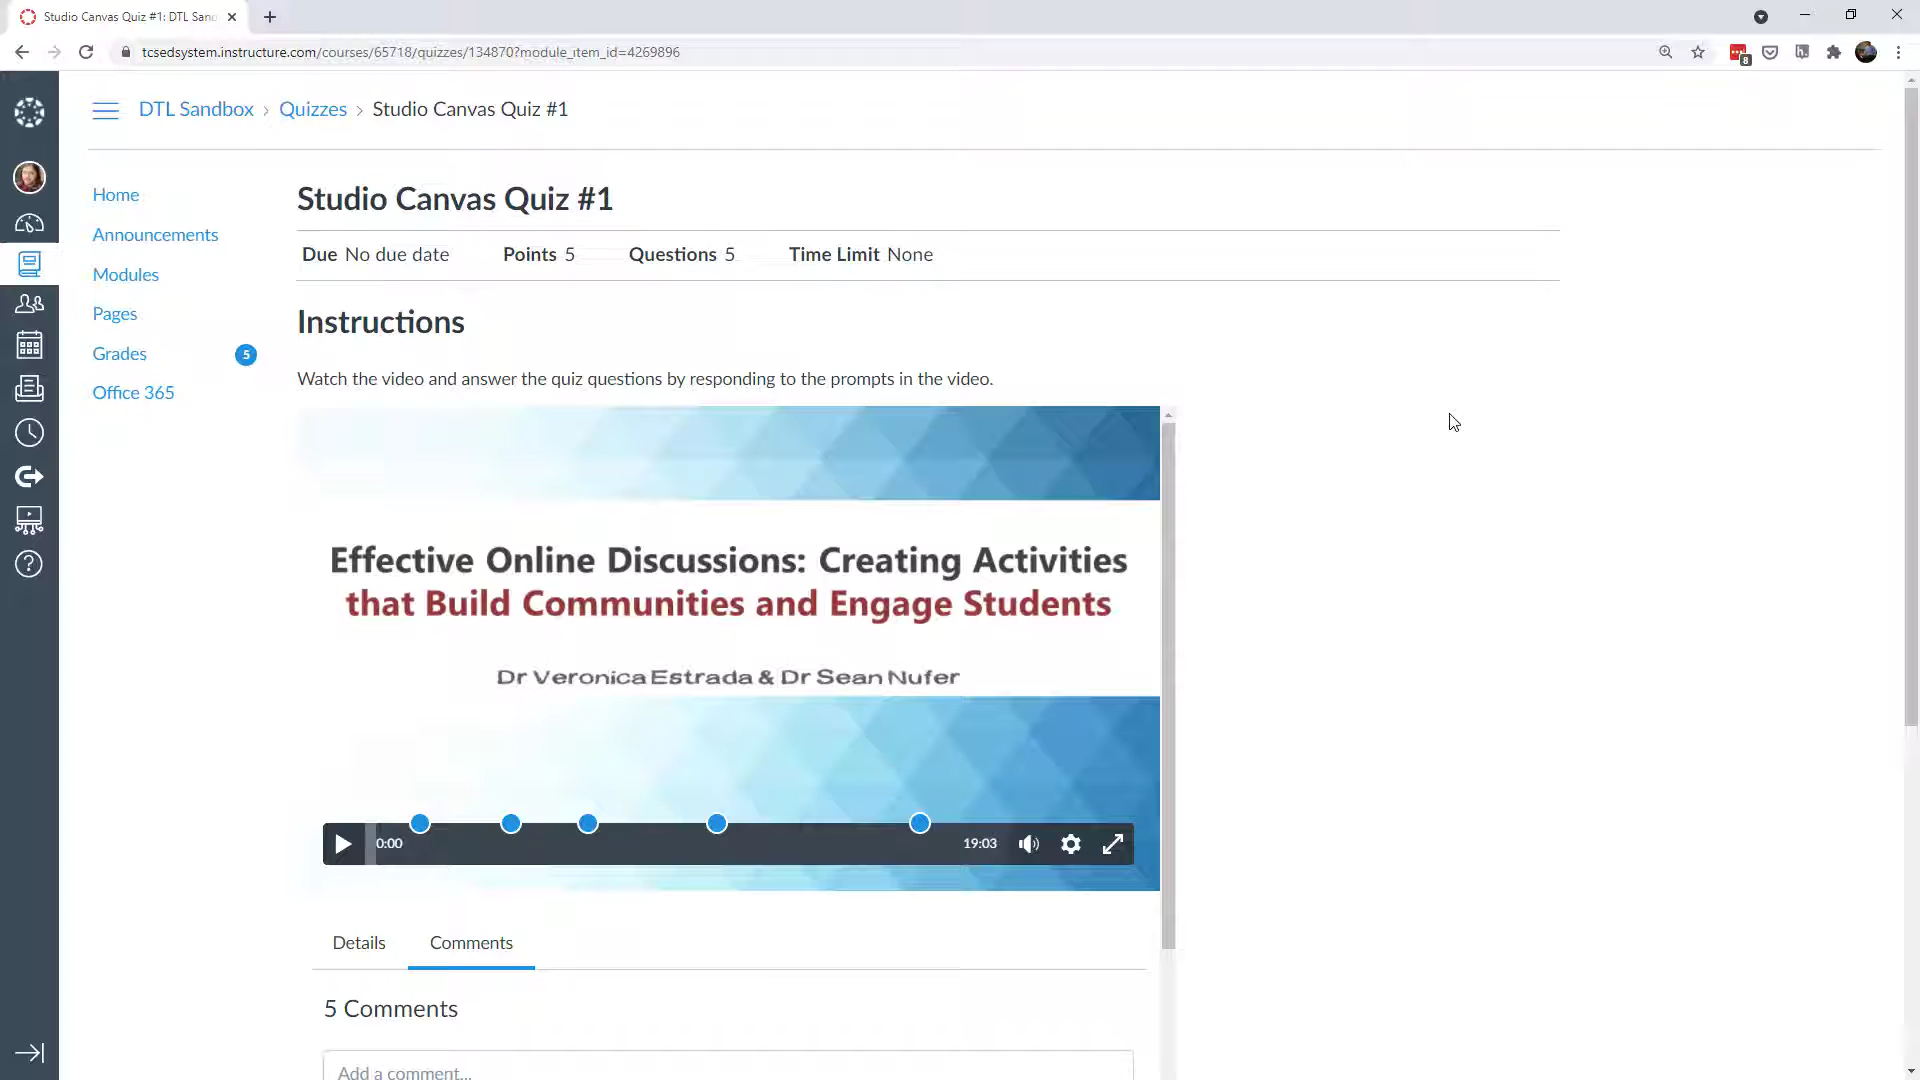 Studio Canvas Quiz #1: DTL Sand
tcsedsystem.instructure.com/courses/65718/quizzes/134870?module_item_id=4269896
8
DTL Sandbox › Quizzes › Studio Canvas Quiz #1
Home
Announcements
Modules
Pages
Grades 5
Office 365
Studio Canvas Quiz #1
Due No due date Points 5 Questions 5 Time Limit None
Instructions
Watch the video and answer the quiz questions by responding to the prompts in the video.
Effective Online Discussions: Creating Activities
that Build Communities and Engage Students
Dr Veronica Estrada & Dr Sean Nufer
0:00 19:03
Details Comments
5 Comments
Add a comment...